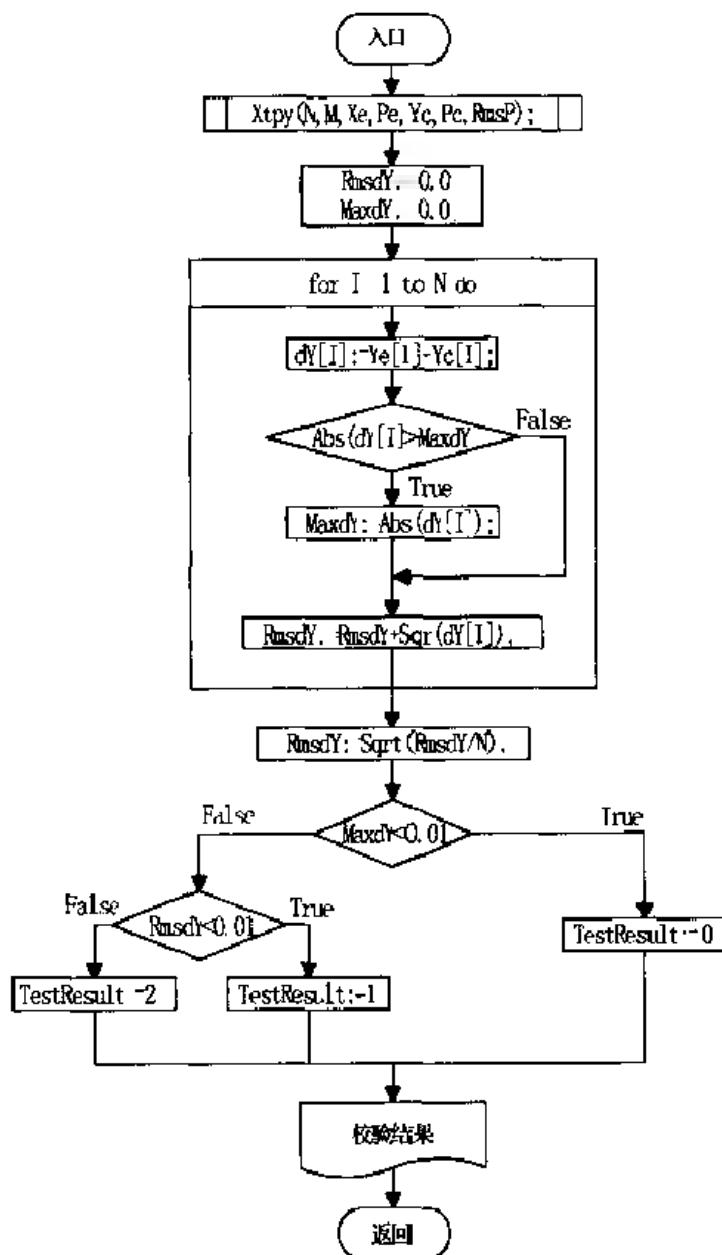 入口
Xtpy(N,M,Xe,Pe,Yc,Pc,RmsP);
RmsdY. 0.0
MaxdY. 0.0
for I 1 to N do
dY[I]:-Ye[1]-Yc[I];
Abs(dY[I]>MaxdY
False
True
MaxdY: Abs(dY[I );
RmsdY. -RmsdY+Sqr(dY[I]).
RmsdY: Sqrt(RmsdY/N).
False
MaxdY<0.01
True
False
RmsdY<0.01
True
TestResult:-0
TestResult -2
TestResult:-1
校验结果
返回